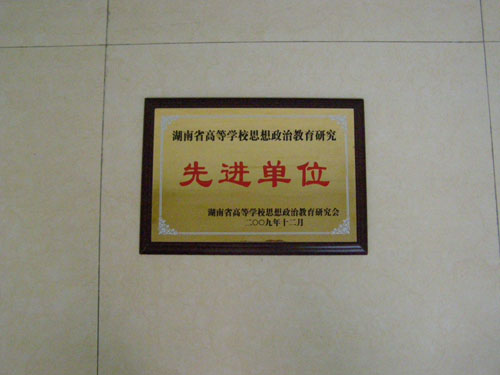 湖南省高等学校思想政治教育研究
先进单位
湖南省高等学校思想政治教育研究会
二〇〇九年十二月